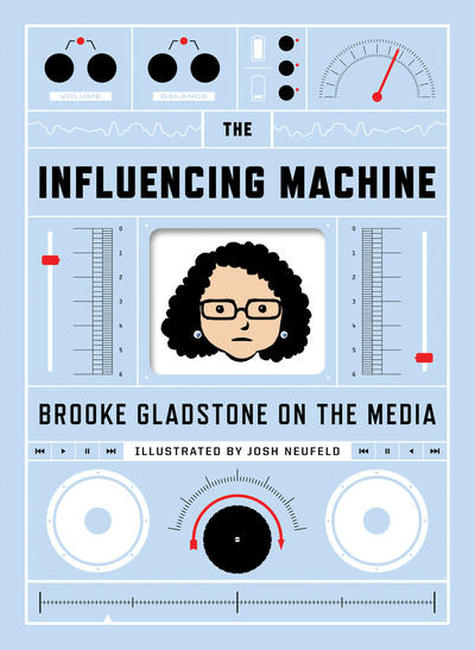 VOLUME
BALANCE
THE
INFLUENCING MACHINE
0
1
2
3
4
5
6
0
1
2
3
4
5
6
BROOKE GLADSTONE ON THE MEDIA
ILLUSTRATED BY JOSH NEUFELD